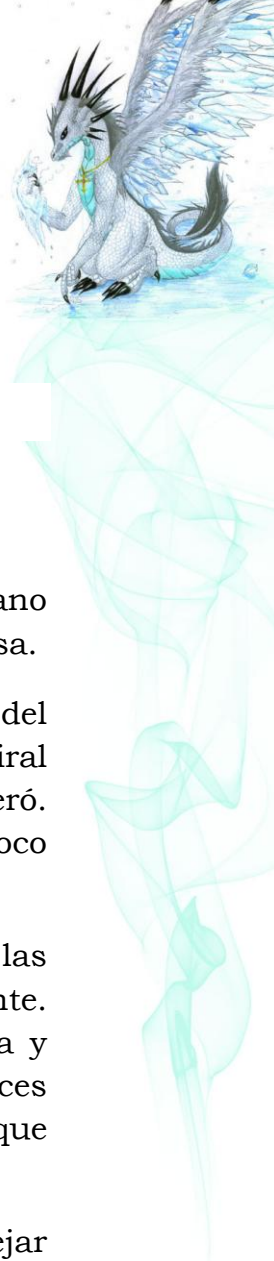 ano
sa.
del
iral
eró.
oco
las
nte.
a y
ces
que
ejar